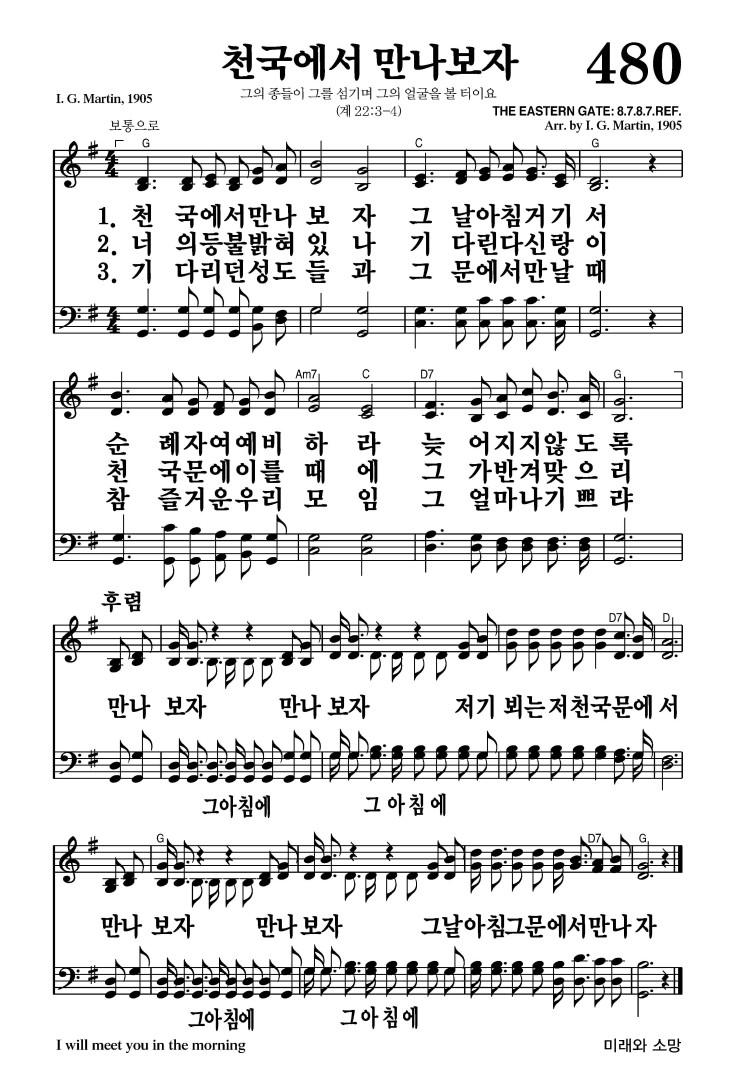 천국에서 만나보자 480
I. G. Martin, 1905
그의 종들이 그를 섬기며 그의 얼굴을 볼 터이요
(계 22:3-4)
THE EASTERN GATE: 8.7.8.7.REF.
Arr. by I. G. Martin, 1905
보통으로
G C G
1. 천 국에서만나 보 자 그 날아침거기 서
2. 너 의등불밝혀 있 나 기 다린다신랑 이
3. 기 다리던성도 들 과 그 문에서만날 때
Am7 C D7 G
순 례자여예비 하 라 늦 어지지않 도 록
천 국문에이를 때 에 그 가반겨맞 으 리
참 즐거운우리 모 임 그 얼마나기 쁘 랴
후렴
D7 D
만나 보자 만나 보자 저기 뵈는저천국문에 서
그아침에 그 아 침 에
G D7 G
만나 보자 만나 보자 그날아침그문에서만나 자
그아침에 그 아 침 에
I will meet you in the morning 미래와 소망